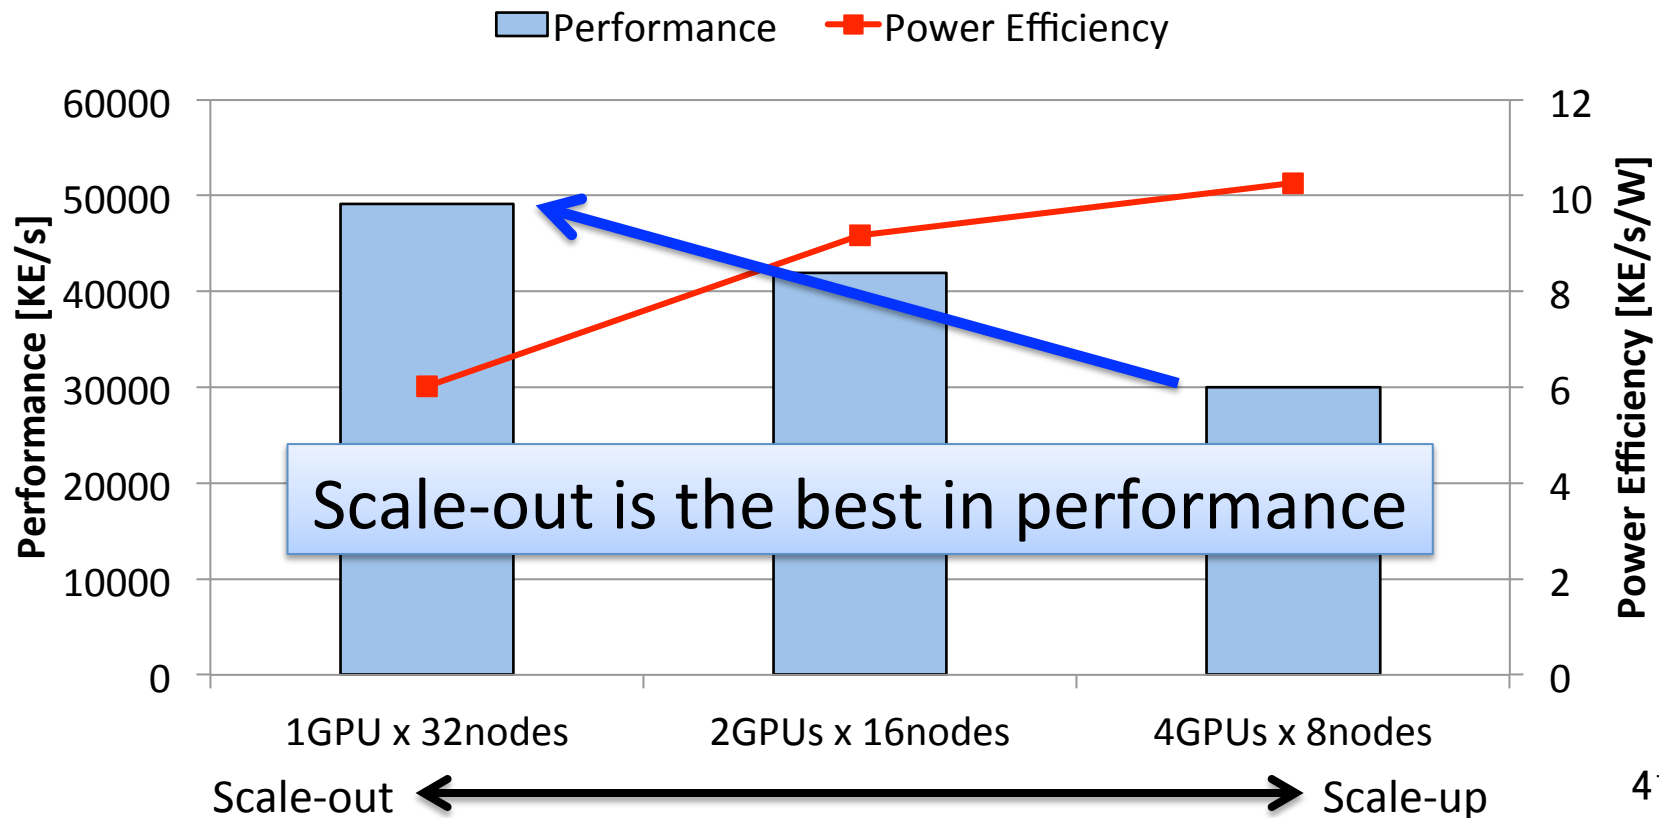 Performance Power Efficiency
60000
50000
40000
30000
20000
10000
0
Performance [KE/s]
12
10
8
6
4
2
0
Power Efficiency [KE/s/W]
Scale-out is the best in performance
1GPU x 32nodes 2GPUs x 16nodes 4GPUs x 8nodes
Scale-out Scale-up